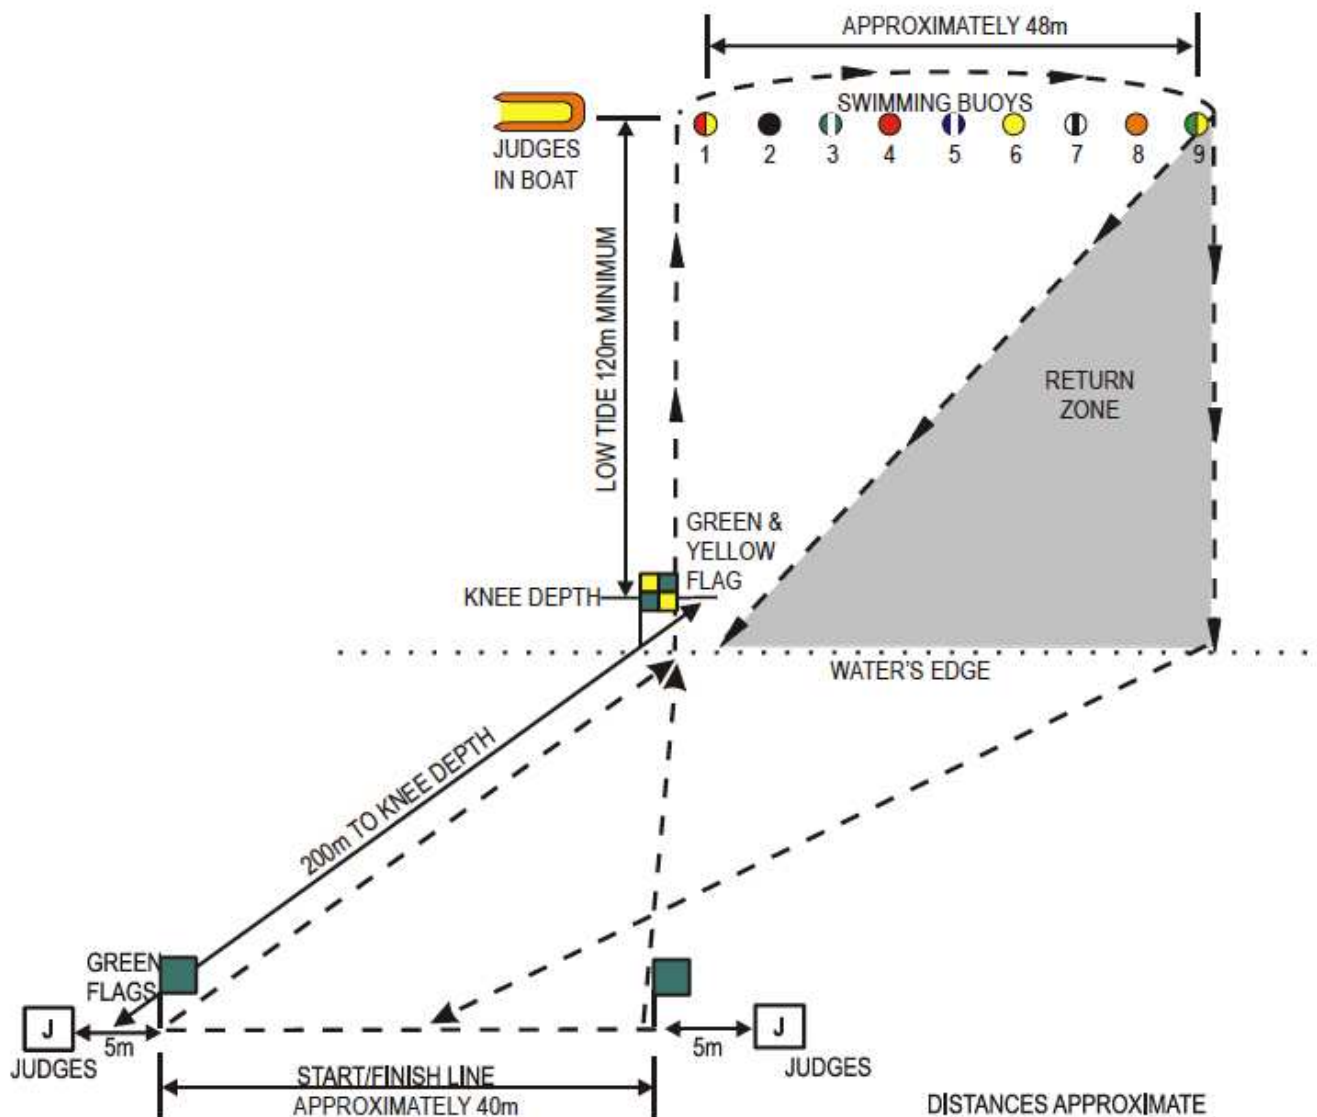 APPROXIMATELY 48m
SWIMMING BUOYS
1 2 3 4 5 6 7 8 9
JUDGES
IN BOAT
LOW TIDE 120m MINIMUM
RETURN
ZONE
GREEN &
YELLOW
FLAG
KNEE DEPTH
WATER'S EDGE
200m TO KNEE DEPTH
GREEN
FLAGS
J
5m
JUDGES
5m
J
JUDGES
START/FINISH LINE
APPROXIMATELY 40m
DISTANCES APPROXIMATE